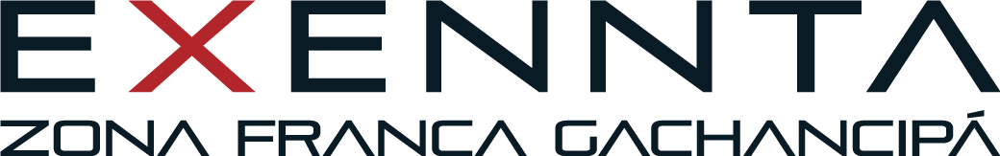 EXENNTA
ZONA FRANCA GACHANCIPÁ